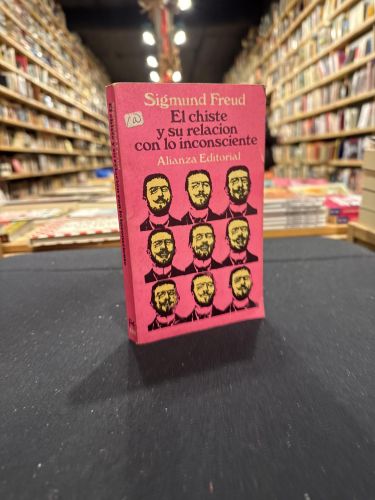 Sigmund Freud
El chiste
y su relación
con lo inconsciente
Alianza Editorial